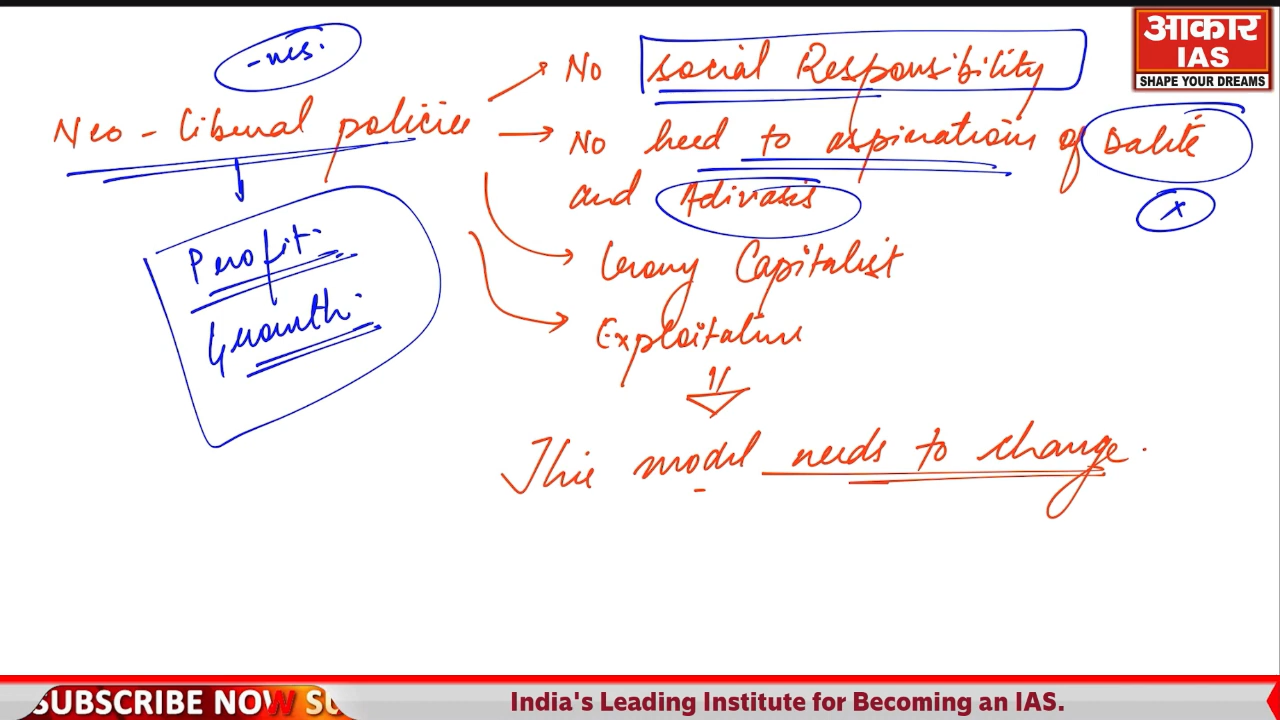 -ves.
Neo-liberal policies
Profit.
Growth.
No social Responsibility
No heed to aspirations of Dalits
and Adivasis
x
Crony Capitalist
Exploitative
This model needs to change.
आकार
IAS
SHAPE YOUR DREAMS
SUBSCRIBE NOW SU
India's Leading Institute for Becoming an IAS.